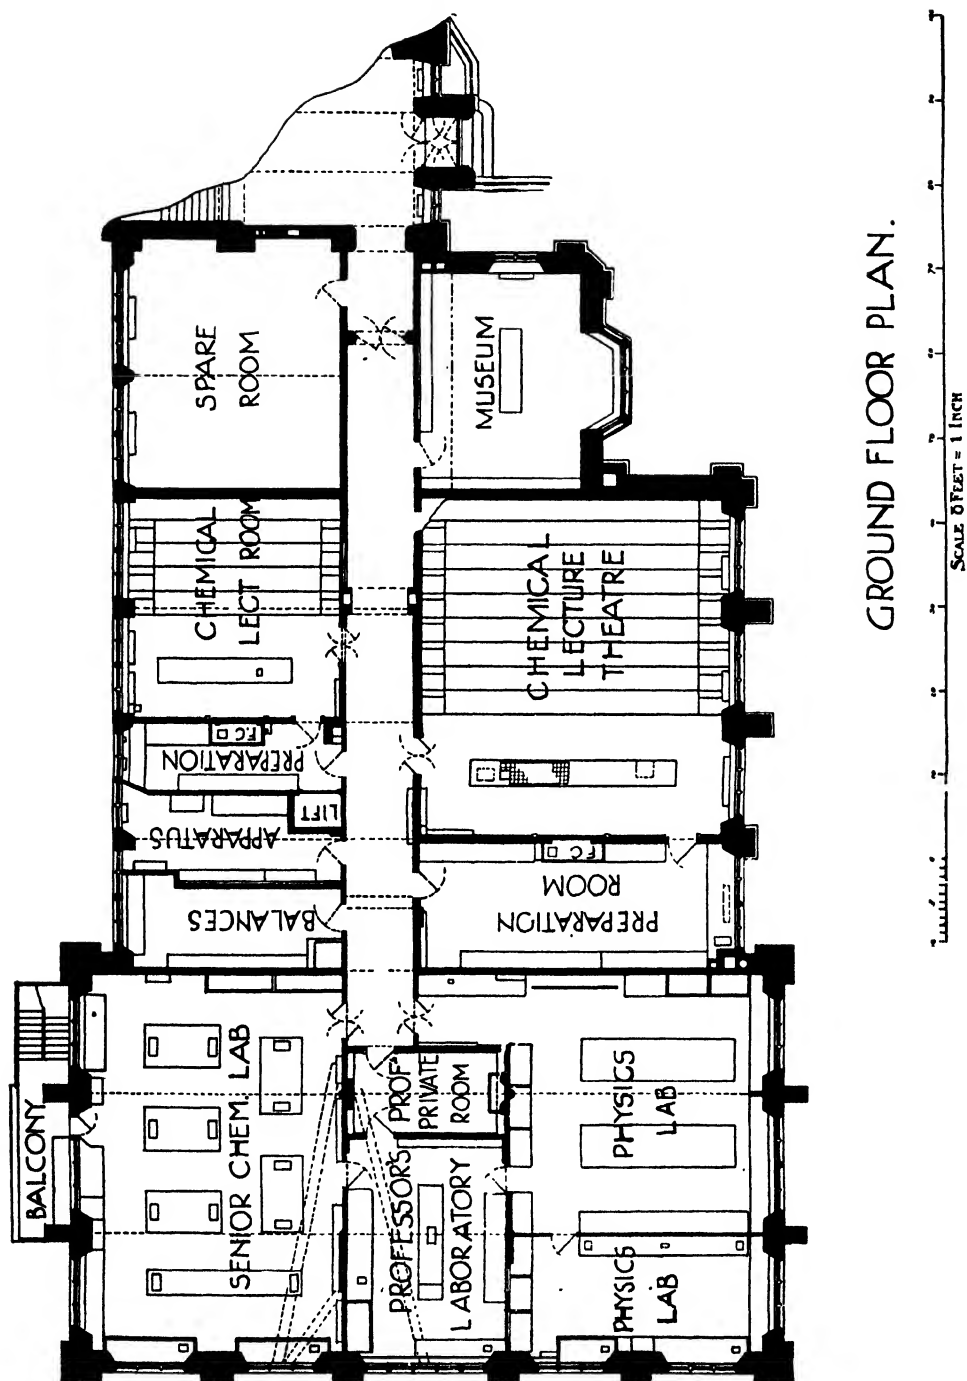 SPARE
ROOM
MUSEUM
CHEMICAL
LECT ROOM
CHEMICAL
LECTURE
THEATRE
F.C
PREPARATION
LIFT
APPARATUS
BALANCES
F.C
PREPARATION
ROOM
BALCONY
SENIOR CHEM. LAB
PROF'
PRIVATE
ROOM
PROFESSOR'S
LABORATORY
PHYSICS
LAB
PHYSICS
LAB
GROUND FLOOR PLAN.
SCALE 8 FEET = 1 INCH